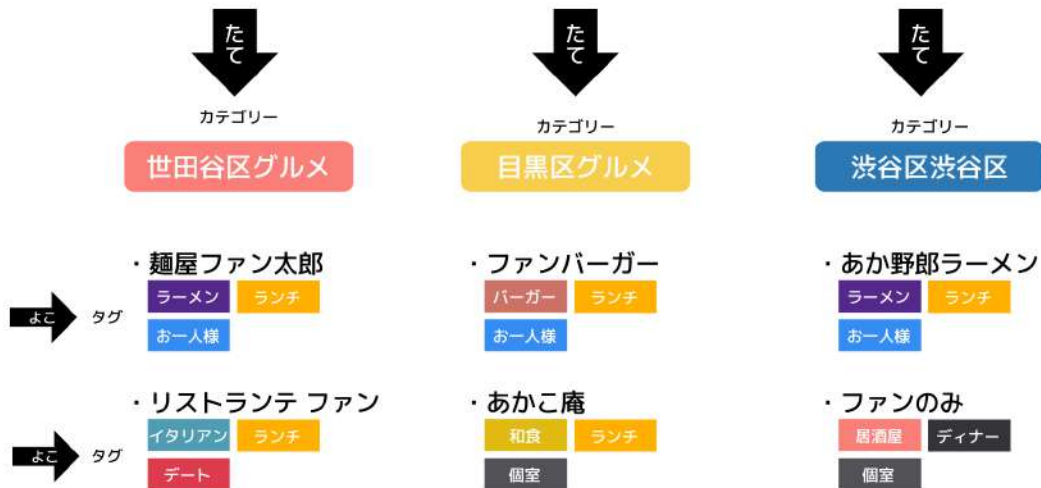 たて たて たて
カテゴリー カテゴリー カテゴリー
世田谷区グルメ 目黒区グルメ 渋谷区渋谷区
・麺屋ファン太郎 ・ファンバーガー ・あか野郎ラーメン
ラーメン ランチ バーガー ランチ ラーメン ランチ
よこ タグ
お一人様 お一人様 お一人様
・リストランテ ファン ・あかこ庵 ・ファンのみ
イタリアン ランチ 和食 ランチ 居酒屋 ディナー
よこ タグ
デート 個室 個室